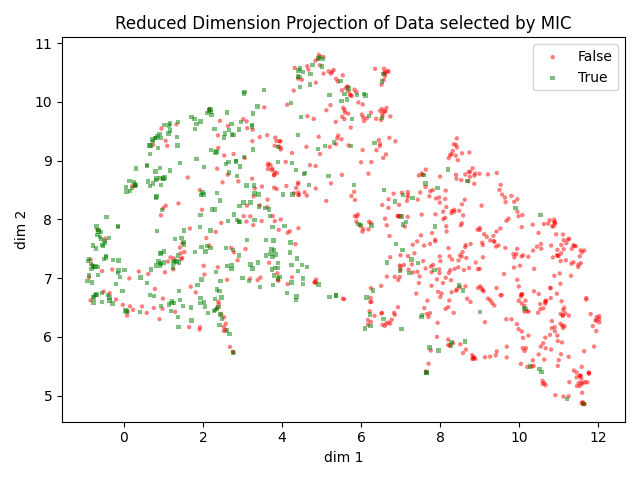 Reduced Dimension Projection of Data selected by MIC
False
True
dim 2
11
10
9
8
7
6
5
0
2
4
6
8
10
12
dim 1